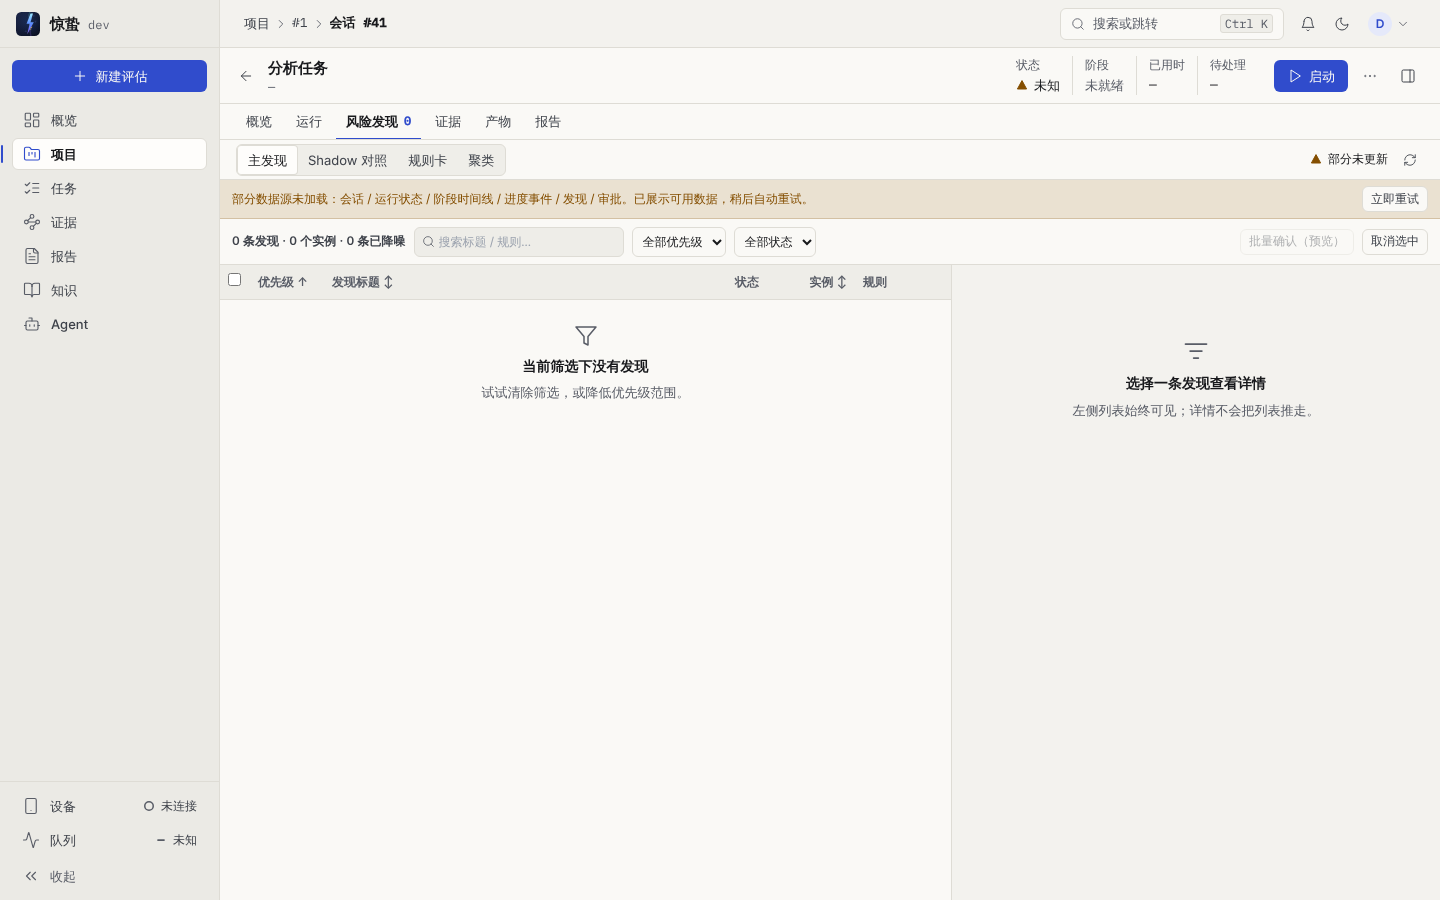 惊蛰 dev
项目 #1 会话 #41
搜索或跳转 Ctrl K
D
新建评估
概览
项目
任务
证据
报告
知识
Agent
设备 未连接
队列 – 未知
收起
分析任务
–
状态 阶段 已用时 待处理
未知 未就绪 – –
启动
概览 运行 风险发现 0 证据 产物 报告
主发现 Shadow 对照 规则卡 聚类
部分未更新
部分数据源未加载：会话 / 运行状态 / 阶段时间线 / 进度事件 / 发现 / 审批。已展示可用数据，稍后自动重试。
立即重试
0 条发现 · 0 个实例 · 0 条已降噪
搜索标题 / 规则...
全部优先级 全部状态
批量确认（预览） 取消选中
优先级 发现标题 状态 实例 规则
当前筛选下没有发现
试试清除筛选，或降低优先级范围。
选择一条发现查看详情
左侧列表始终可见；详情不会把列表推走。